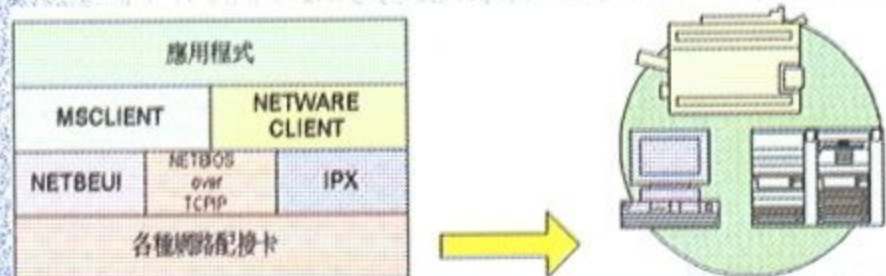 應用程式
MSCLIENT
NETWARE
CLIENT
NETBEUI
NETBIOS
over
TCPIP
IPX
各種網路配接卡